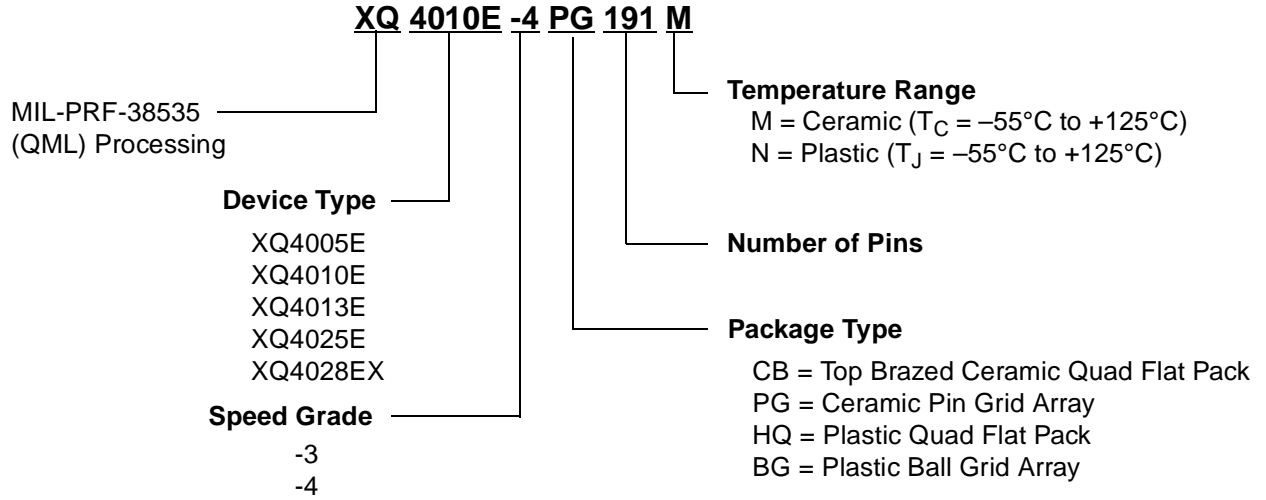 XQ 4010E -4 PG 191 M
MIL-PRF-38535
(QML) Processing
Device Type
XQ4005E
XQ4010E
XQ4013E
XQ4025E
XQ4028EX
Speed Grade
-3
-4
Temperature Range
M = Ceramic (TC = –55°C to +125°C)
N = Plastic (TJ = –55°C to +125°C)
Number of Pins
Package Type
CB = Top Brazed Ceramic Quad Flat Pack
PG = Ceramic Pin Grid Array
HQ = Plastic Quad Flat Pack
BG = Plastic Ball Grid Array